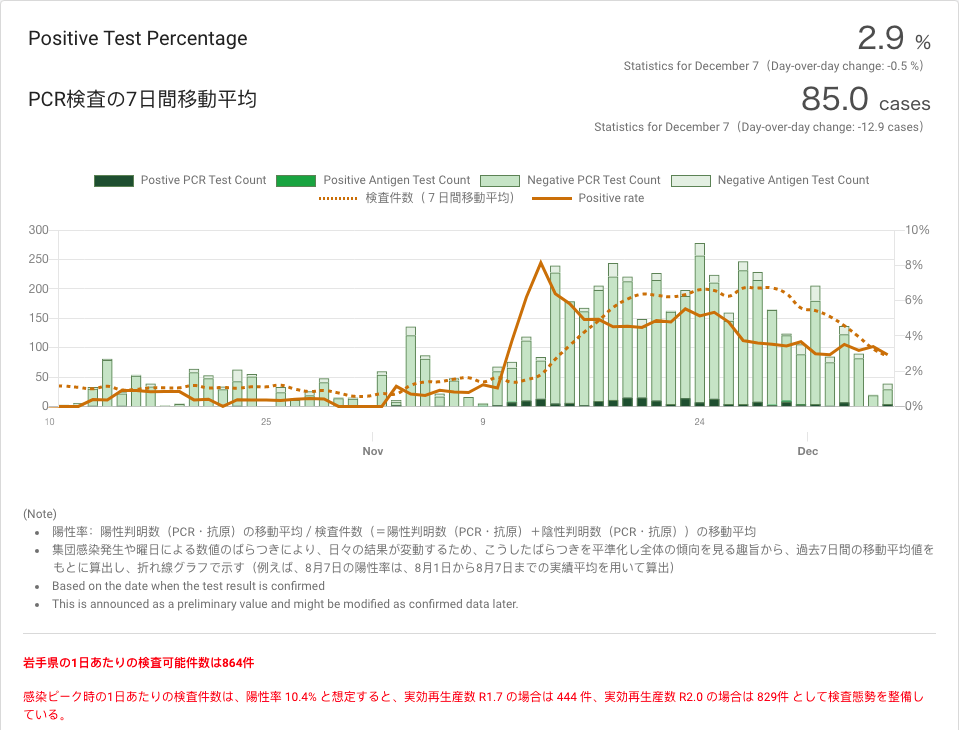 Positive Test Percentage
2.9 %
Statistics for December 7（Day-over-day change: -0.5 %）
PCR検査の7日間移動平均
85.0 cases
Statistics for December 7（Day-over-day change: -12.9 cases）
Postive PCR Test Count Positive Antigen Test Count Negative PCR Test Count Negative Antigen Test Count
検査件数（７日間移動平均） Positive rate
300 10%
250 8%
200 6%
150 4%
100 2%
50 0%
0
10 25 9 24
Nov Dec
(Note)
• 陽性率：陽性判明数（PCR・抗原）の移動平均 / 検査件数（＝陽性判明数（PCR・抗原）＋陰性判明数（PCR・抗原））の移動平均
• 集団感染発生や曜日による数値のばらつきにより、日々の結果が変動するため、こうしたばらつきを平準化し全体の傾向を見る趣旨から、過去7日間の移動平均値を
もとに算出し、折れ線グラフで示す（例えば、8月7日の陽性率は、8月1日から8月7日までの実績平均を用いて算出）
• Based on the date when the test result is confirmed
• This is announced as a preliminary value and might be modified as confirmed data later.
岩手県の1日あたりの検査可能件数は864件
感染ピーク時の1日あたりの検査件数は、陽性率 10.4% と想定すると、実効再生産数 R1.7 の場合は 444 件、実効再生産数 R2.0 の場合は 829件 として検査態勢を整備し
ている。